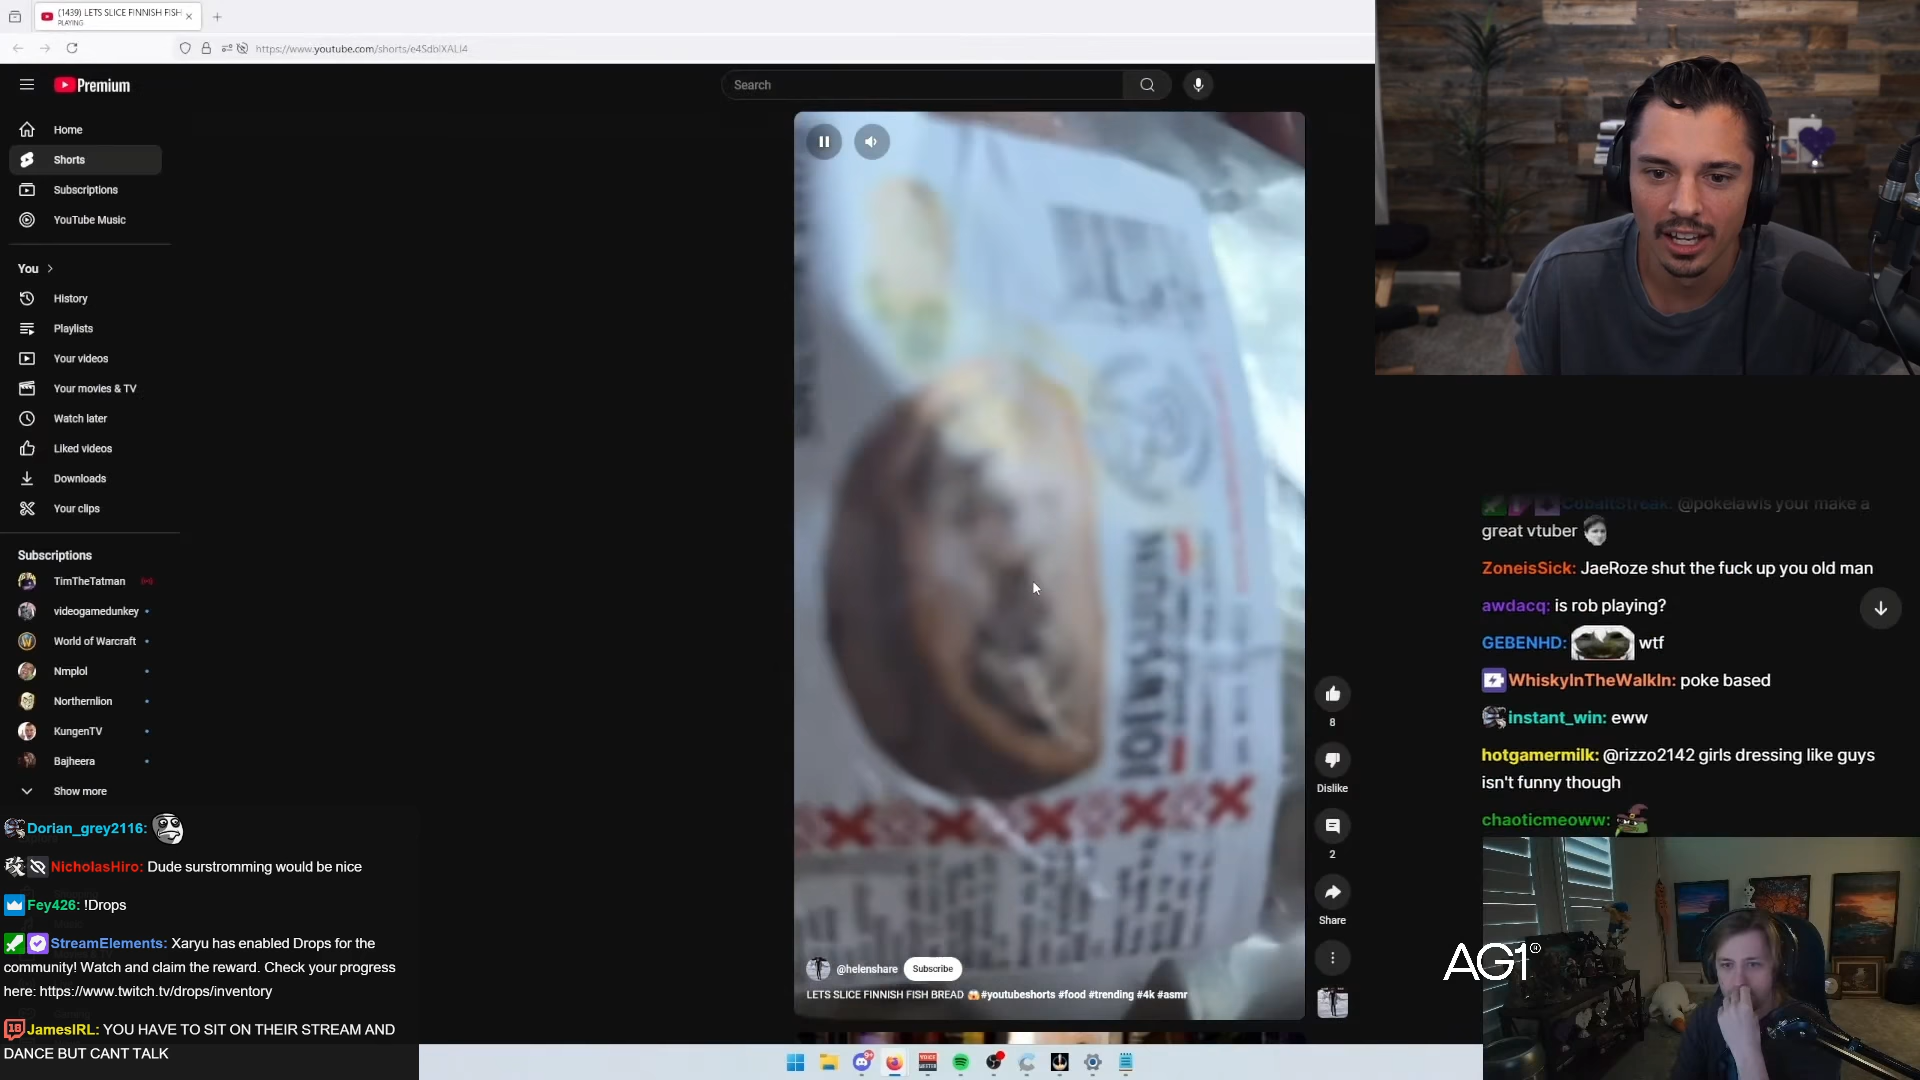 (1439) LETS SLICE FINNISH FISH
PLAYING
https://www.youtube.com/shorts/e4SdblXALI4
Premium
Search
Home
Shorts
Subscriptions
YouTube Music
You
History
Playlists
Your videos
Your movies & TV
Watch later
Liked videos
Downloads
Your clips
Subscriptions
TimTheTatman
videogamedunkey
World of Warcraft
Nmplol
Northernlion
KungenTV
Bajheera
Show more
Dorian_grey2116:
NicholasHiro: Dude surstromming would be nice
Fey426: !Drops
StreamElements: Xaryu has enabled Drops for the
community! Watch and claim the reward. Check your progress
here: https://www.twitch.tv/drops/inventory
JamesIRL: YOU HAVE TO SIT ON THEIR STREAM AND
DANCE BUT CANT TALK
8
Dislike
2
Share
@helenshare
Subscribe
LETS SLICE FINNISH FISH BREAD #youtubeshorts #food #trending #4k #asmr
CobaltStreak: @pokelawls your make a
great vtuber
ZoneisSick: JaeRoze shut the fuck up you old man
awdacq: is rob playing?
GEBENHD: wtf
WhiskyInTheWalkIn: poke based
instant_win: eww
hotgamermilk: @rizzo2142 girls dressing like guys
isn't funny though
chaoticmeoww:
AG1®